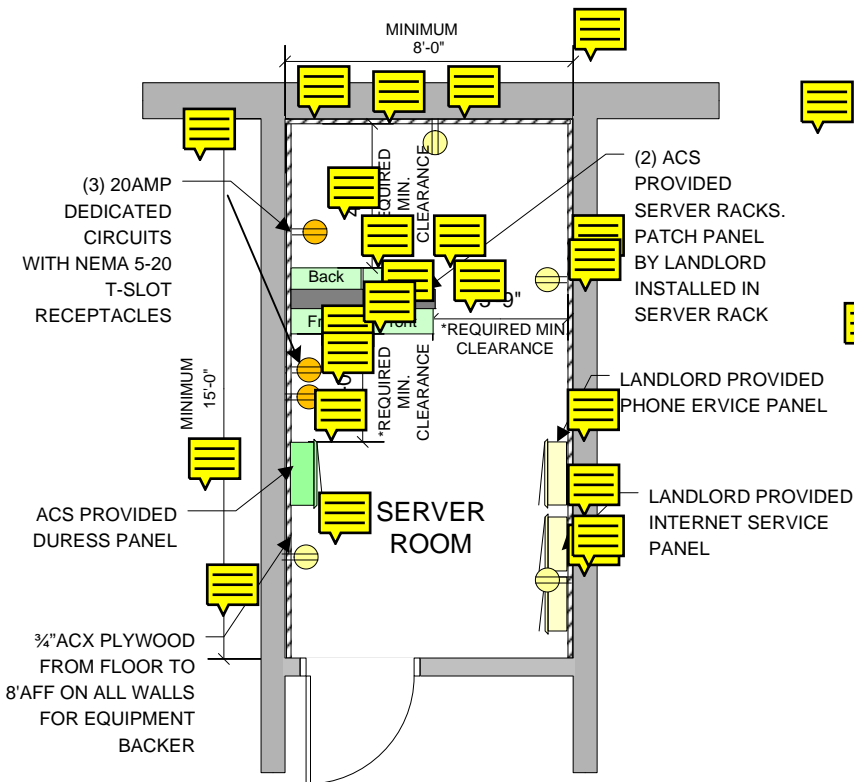 MINIMUM
8'-0"
(3) 20AMP
DEDICATED
CIRCUITS
WITH NEMA 5-20
T-SLOT
RECEPTACLES
MIN.
CLEARANCE
(2) ACS
PROVIDED
SERVER RACKS.
PATCH PANEL
BY LANDLORD
INSTALLED IN
SERVER RACK
Back
*REQUIRED MIN
CLEARANCE
*REQUIRED
MIN.
CLEARANCE
MINIMUM
15'-0"
LANDLORD PROVIDED
PHONE ERVICE PANEL
ACS PROVIDED
DURESS PANEL
SERVER
ROOM
LANDLORD PROVIDED
INTERNET SERVICE
PANEL
¾"ACX PLYWOOD
FROM FLOOR TO
8'AFF ON ALL WALLS
FOR EQUIPMENT
BACKER